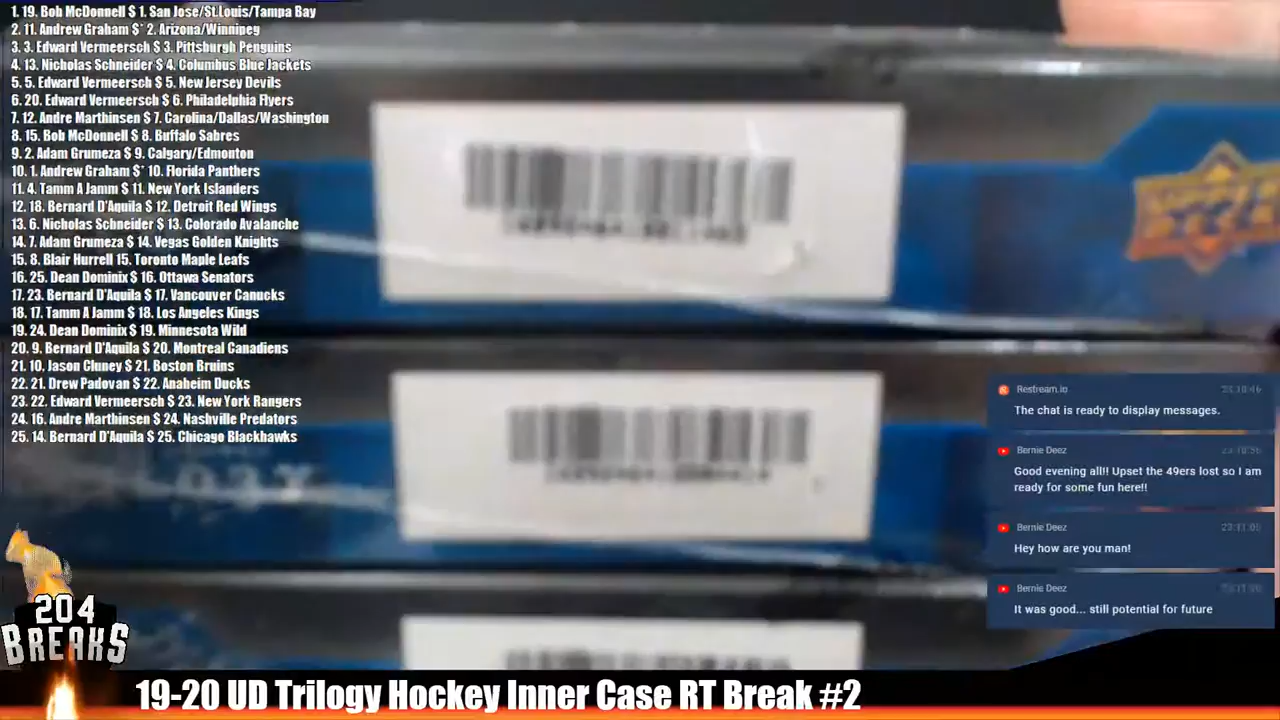 1. 19. Bob McDonnell $ 1. San Jose/St.Louis/Tampa Bay
2. 11. Andrew Graham $* 2. Arizona/Winnipeg
3. 3. Edward Vermeersch $ 3. Pittsburgh Penguins
4. 13. Nicholas Schneider $ 4. Columbus Blue Jackets
5. 5. Edward Vermeersch $ 5. New Jersey Devils
6. 20. Edward Vermeersch $ 6. Philadelphia Flyers
7. 12. Andre Marthinsen $ 7. Carolina/Dallas/Washington
8. 15. Bob McDonnell $ 8. Buffalo Sabres
9. 2. Adam Grumeza $ 9. Calgary/Edmonton
10. 1. Andrew Graham $* 10. Florida Panthers
11. 4. Tamm A Jamm $ 11. New York Islanders
12. 18. Bernard D'Aquila $ 12. Detroit Red Wings
13. 6. Nicholas Schneider $ 13. Colorado Avalanche
14. 7. Adam Grumeza $ 14. Vegas Golden Knights
15. 8. Blair Hurrell 15. Toronto Maple Leafs
16. 25. Dean Dominix $ 16. Ottawa Senators
17. 23. Bernard D'Aquila $ 17. Vancouver Canucks
18. 17. Tamm A Jamm $ 18. Los Angeles Kings
19. 24. Dean Dominix $ 19. Minnesota Wild
20. 9. Bernard D'Aquila $ 20. Montreal Canadiens
21. 10. Jason Cluney $ 21. Boston Bruins
22. 21. Drew Padovan $ 22. Anaheim Ducks
23. 22. Edward Vermeersch $ 23. New York Rangers
24. 16. Andre Marthinsen $ 24. Nashville Predators
25. 14. Bernard D'Aquila $ 25. Chicago Blackhawks
UPPER
DECK
Restream.io
The chat is ready to display messages.
Bernie Deez
Good evening all!! Upset the 49ers lost so I am
ready for some fun here!!
Bernie Deez
Hey how are you man!
Bernie Deez
It was good... still potential for future
204
BREAKS
19-20 UD Trilogy Hockey Inner Case RT Break #2